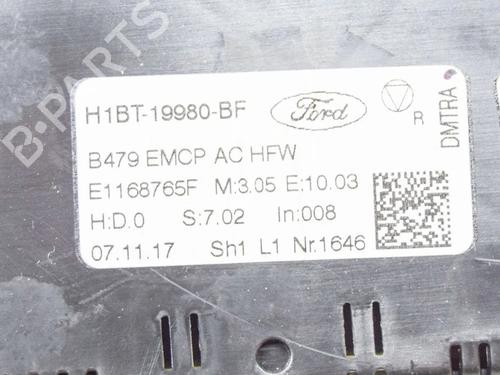 H1BT-19980-BF
Ford
R
DMTRA
B479 EMCP AC HFW
E1168765F M:3.05 E:10.03
H:D.0 S:7.02 In:008
07.11.17 Sh1 L1 Nr.1646
B-PARTS